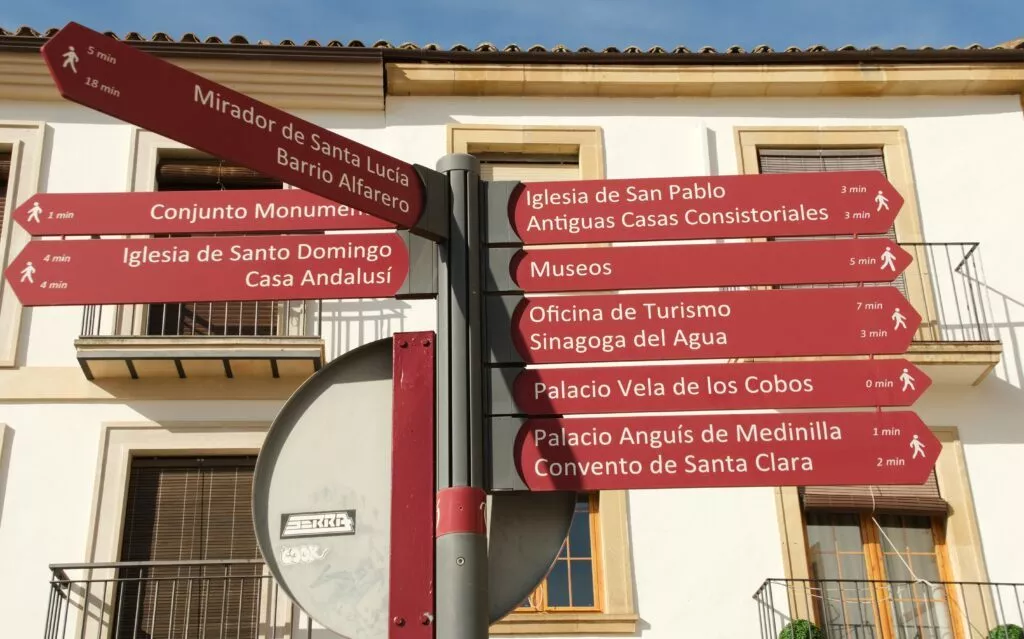 5 min
18 min
Mirador de Santa Lucía
Barrio Alfarero
1 min
Conjunto
4 min
4 min
Iglesia de Santo Domingo
Casa Andalusí
Iglesia de San Pablo
3 min
Antiguas Casas Consistoriales
3 min
Museos
5 min
Oficina de Turismo
7 min
Sinagoga del Agua
3 min
Palacio Vela de los Cobos
0 min
Palacio Anguís de Medinilla
1 min
Convento de Santa Clara
2 min
SERRA